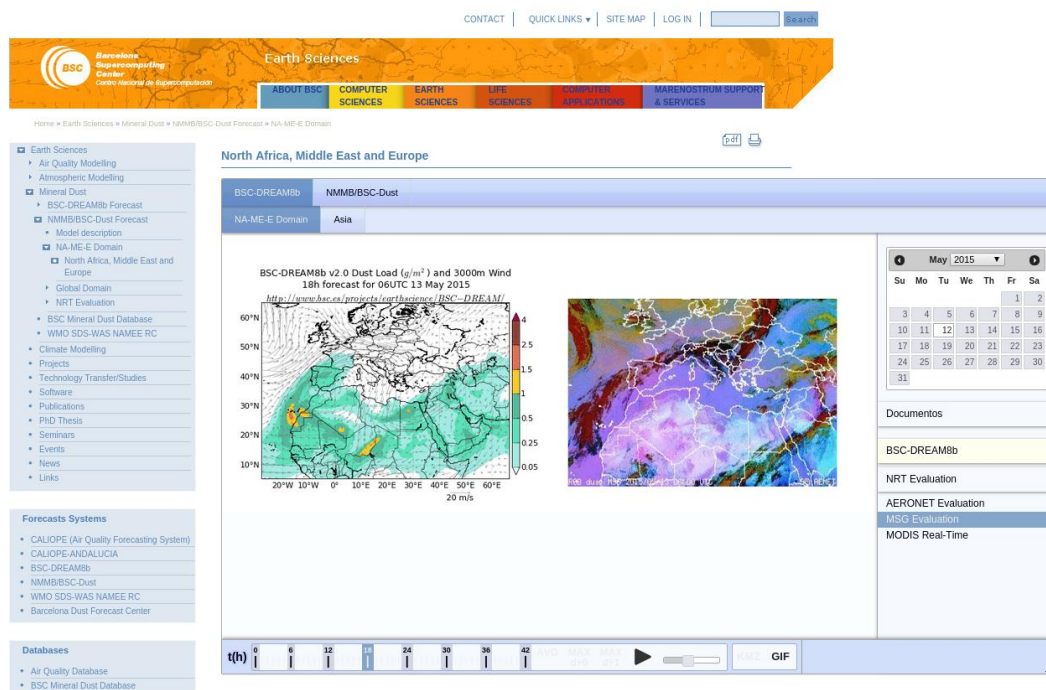 CONTACT QUICK LINKS ▼ SITE MAP LOG IN Search
BSC
Barcelona
Supercomputing
Center
Centro Nacional de Supercomputación
Earth Sciences
ABOUT BSC
COMPUTER
SCIENCES
EARTH
SCIENCES
LIFE
SCIENCES
COMPUTER
APPLICATIONS
MARENOSTRUM SUPPORT
& SERVICES
Home » Earth Sciences » Mineral Dust » NMMB/BSC-Dust Forecast » NA-ME-E Domain
pdf
Earth Sciences
Air Quality Modelling
Atmospheric Modelling
Mineral Dust
BSC-DREAM8b Forecast
NMMB/BSC-Dust Forecast
Model description
NA-ME-E Domain
North Africa, Middle East and
Europe
Global Domain
NRT Evaluation
BSC Mineral Dust Database
WMO SDS-WAS NAMEE RC
Climate Modelling
Projects
Technology Transfer/Studies
Software
Publications
PhD Thesis
Seminars
Events
News
Links
Forecasts Systems
CALIOPE (Air Quality Forecasting System)
CALIOPE-ANDALUCIA
BSC-DREAM8b
NMMB/BSC-Dust
WMO SDS-WAS NAMEE RC
Barcelona Dust Forecast Center
Databases
Air Quality Database
BSC Mineral Dust Database
North Africa, Middle East and Europe
BSC-DREAM8b NMMB/BSC-Dust
NA-ME-E Domain Asia
BSC-DREAM8b v2.0 Dust Load (g/m²) and 3000m Wind
18h forecast for 06UTC 13 May 2015
http://www.bsc.es/projects/earthscience/BSC-DREAM/
60°N
50°N
40°N
30°N
20°N
10°N
20°W 10°W 0° 10°E 20°E 30°E 40°E 50°E 60°E
20 m/s
4
2.5
1.5
1
0.5
0.25
0.05
May 2015 ▼
Su Mo Tu We Th Fr Sa
1 2
3 4 5 6 7 8 9
10 11 12 13 14 15 16
17 18 19 20 21 22 23
24 25 26 27 28 29 30
31
Documentos
BSC-DREAM8b
NRT Evaluation
AERONET Evaluation
MSG Evaluation
MODIS Real-Time
t(h) 0 6 12 18 24 30 36 42 AVG MAX d+0 MAX d+1 KMZ GIF